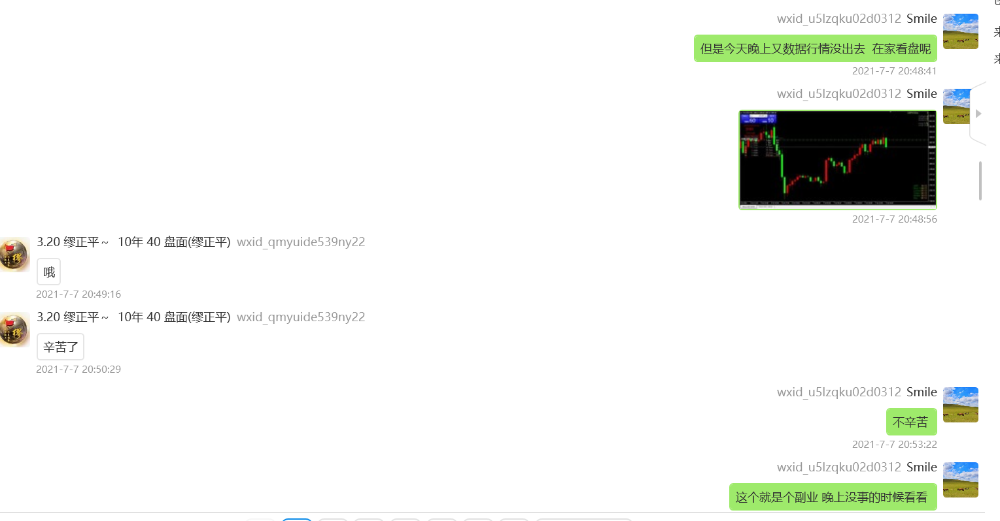 wxid_u5lzqku02d0312 Smile
但是今天晚上又数据行情没出去 在家看盘呢
2021-7-7 20:48:41
wxid_u5lzqku02d0312 Smile
2021-7-7 20:48:56
3.20 缪正平~ 10年 40 盘面(缪正平) wxid_qmyuide539ny22
哦
2021-7-7 20:49:16
3.20 缪正平~ 10年 40 盘面(缪正平) wxid_qmyuide539ny22
辛苦了
2021-7-7 20:50:29
wxid_u5lzqku02d0312 Smile
不辛苦
2021-7-7 20:53:22
wxid_u5lzqku02d0312 Smile
这个就是个副业 晚上没事的时候看看